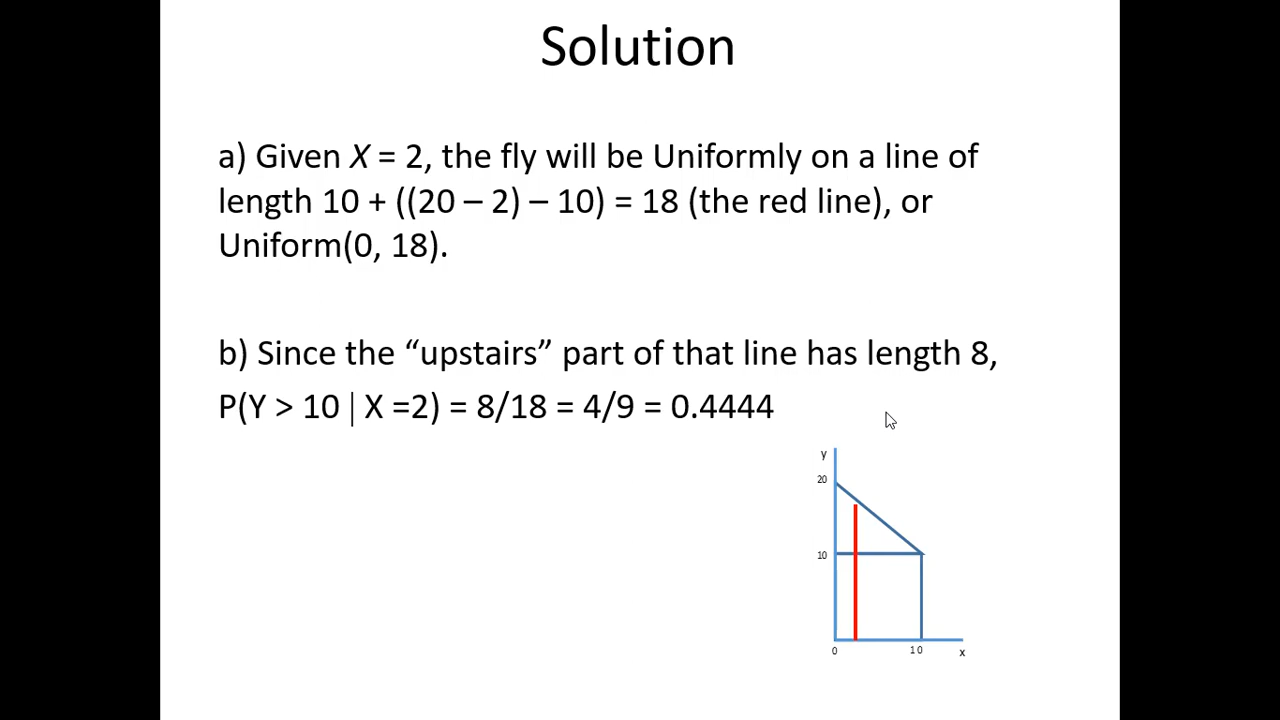 Solution
a) Given X = 2, the fly will be Uniformly on a line of
length 10 + ((20 – 2) – 10) = 18 (the red line), or
Uniform(0, 18).
b) Since the “upstairs” part of that line has length 8,
P(Y > 10 | X =2) = 8/18 = 4/9 = 0.4444
y
20
10
0
10
x